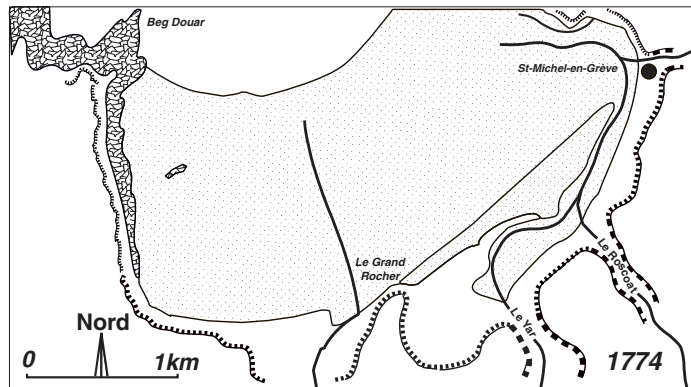 Beg Douar
St-Michel-en-Grève
Le Grand
Rocher
Le Roscoat
Le Yar
Nord
0 1km
1774